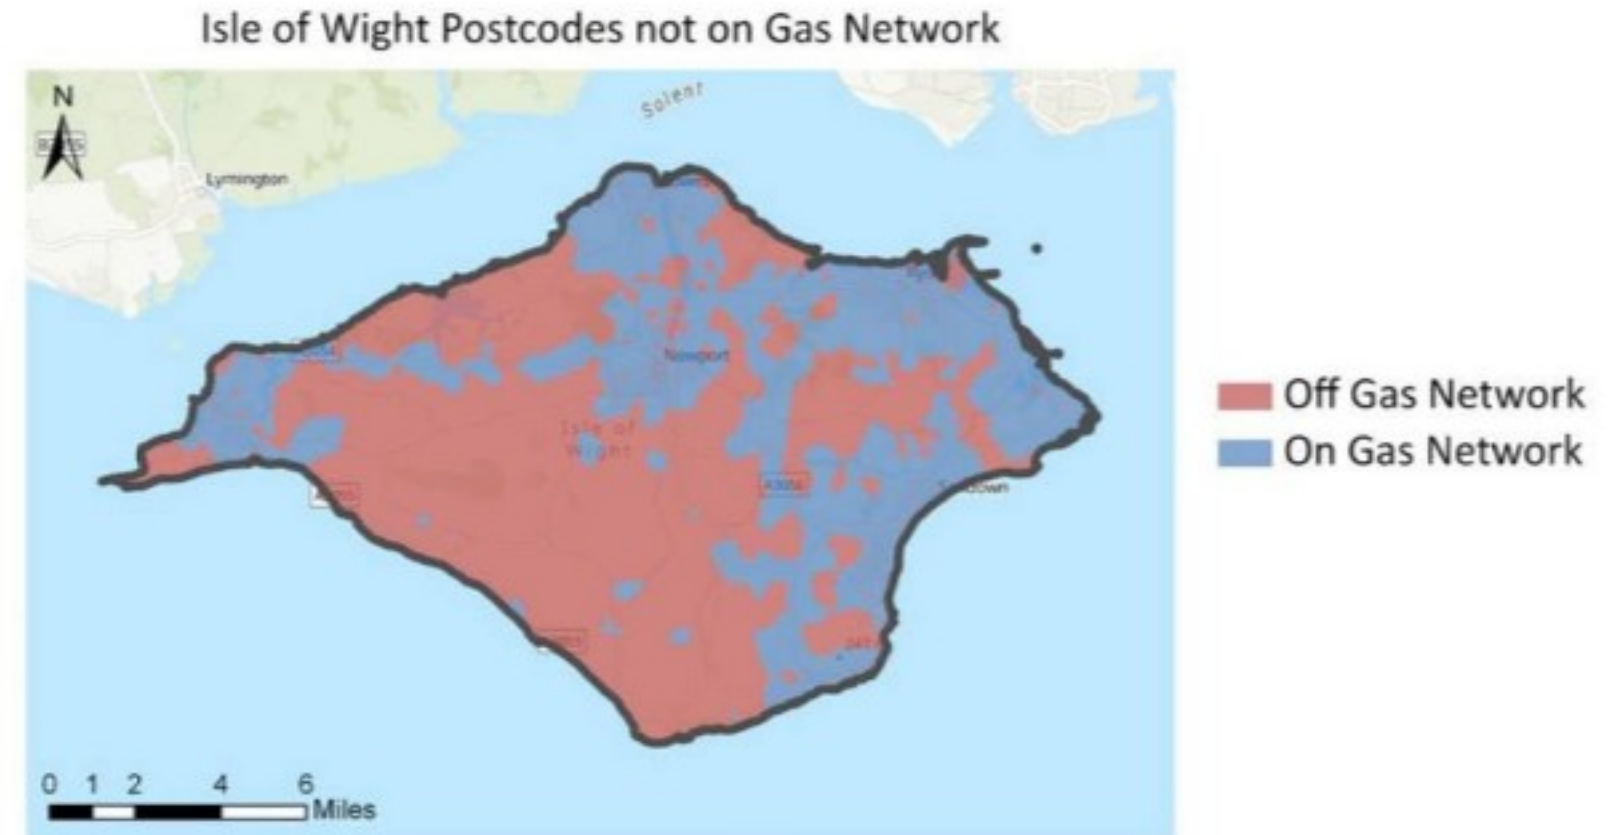 Isle of Wight Postcodes not on Gas Network
N
Solent
Lymington
Newport
Isle of
Wight
Off Gas Network
On Gas Network
0 1 2 4 6
Miles